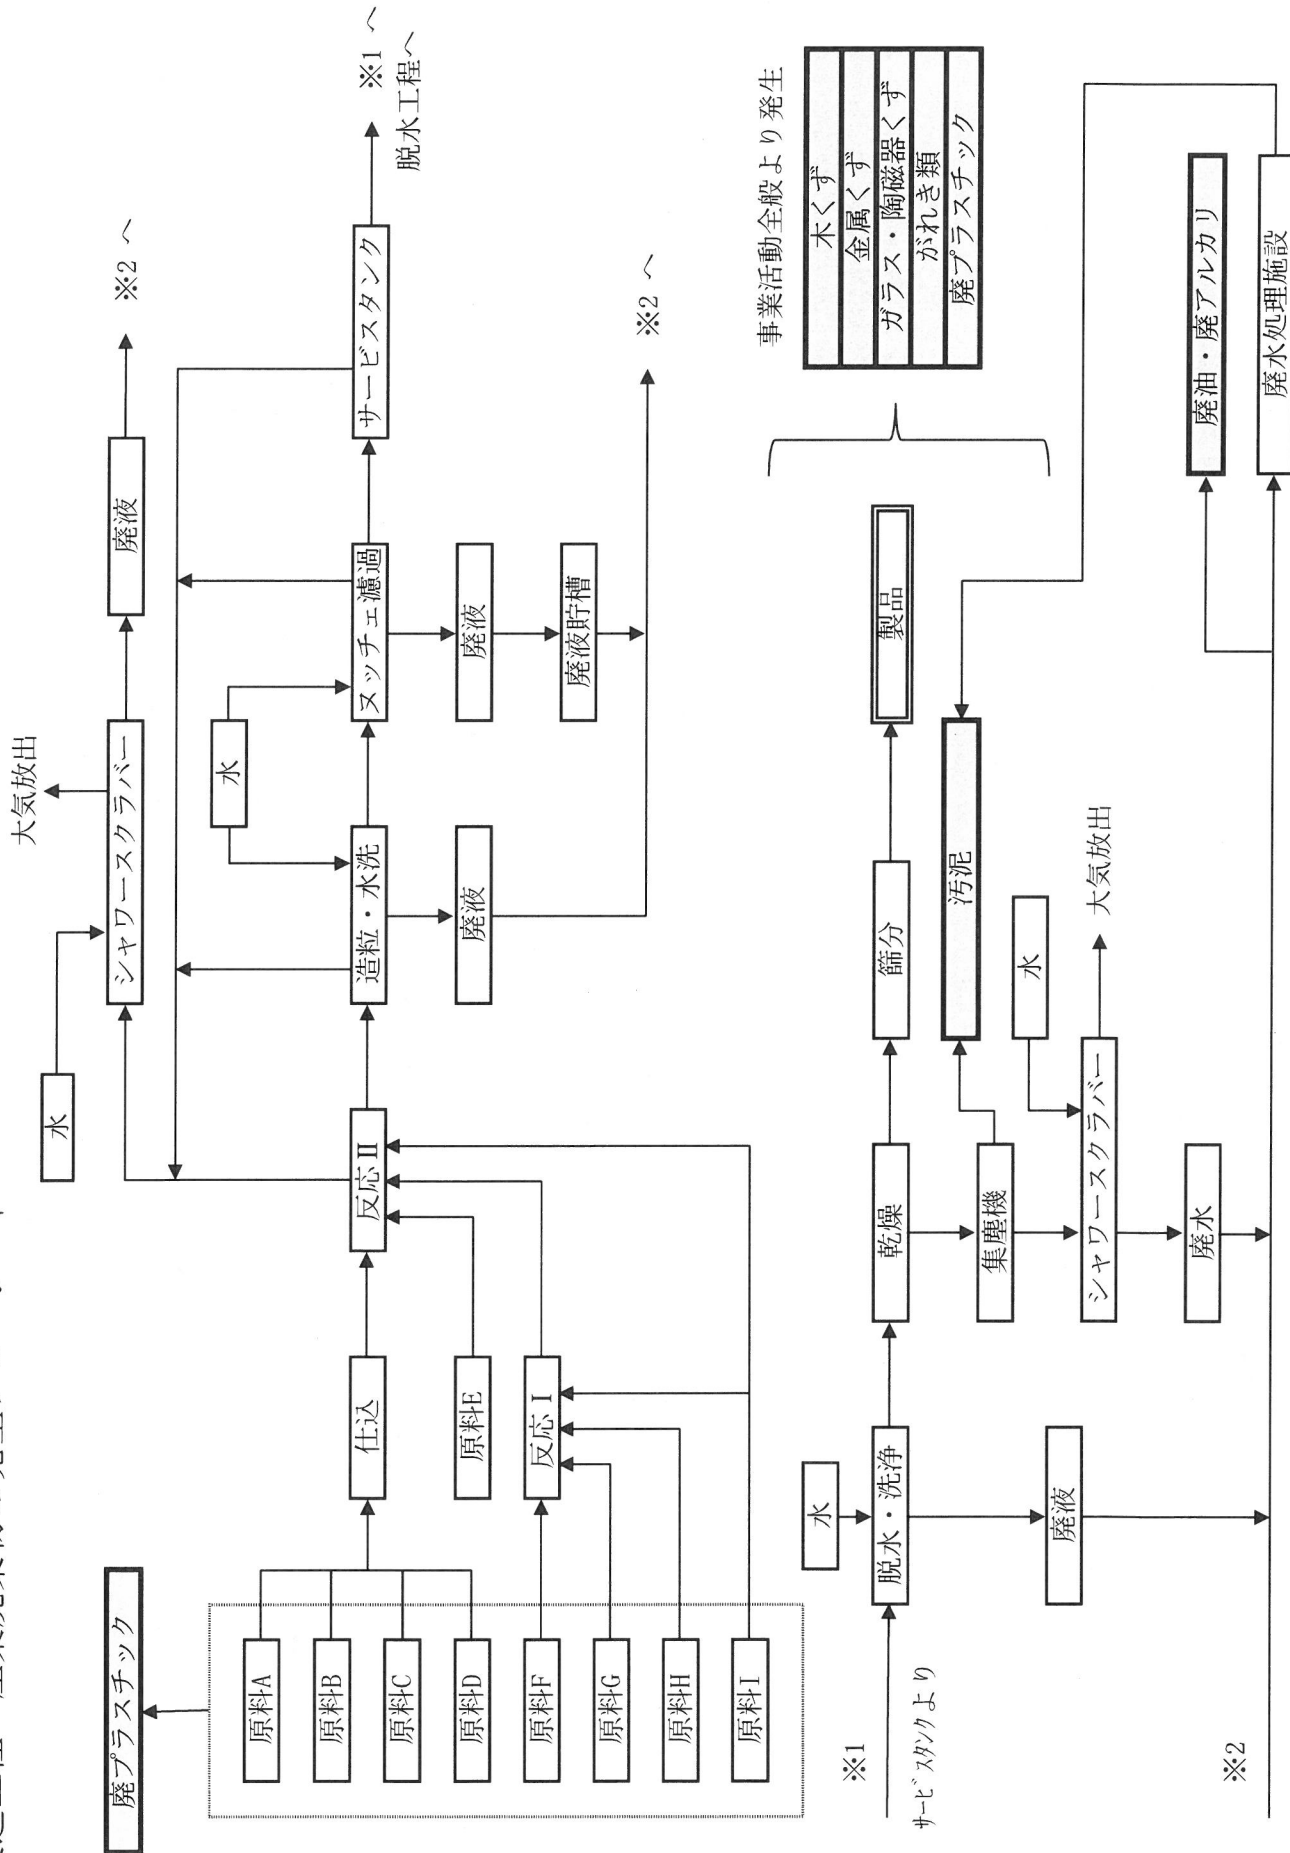 廃プラスチック
原料A
原料B
原料C
原料D
原料F
原料G
原料H
原料I
仕込
原料E
反応Ⅰ
反応Ⅱ
水
シャワースクラバー
大気放出
廃液
※2 へ
水
造粒・水洗
廃液
ヌッチェ濾過
廃液
廃液貯槽
※2 へ
サービスタンク
※1 へ
脱水工程へ
※1
サービスタンクより
水
脱水・洗浄
廃液
乾燥
集塵機
シャワースクラバー
廃水
水
大気放出
篩分
汚泥
製品
事業活動全般より発生
木くず
金属くず
ガラス・陶磁器くず
がれき類
廃プラスチック
※2
廃油・廃アルカリ
廃水処理施設